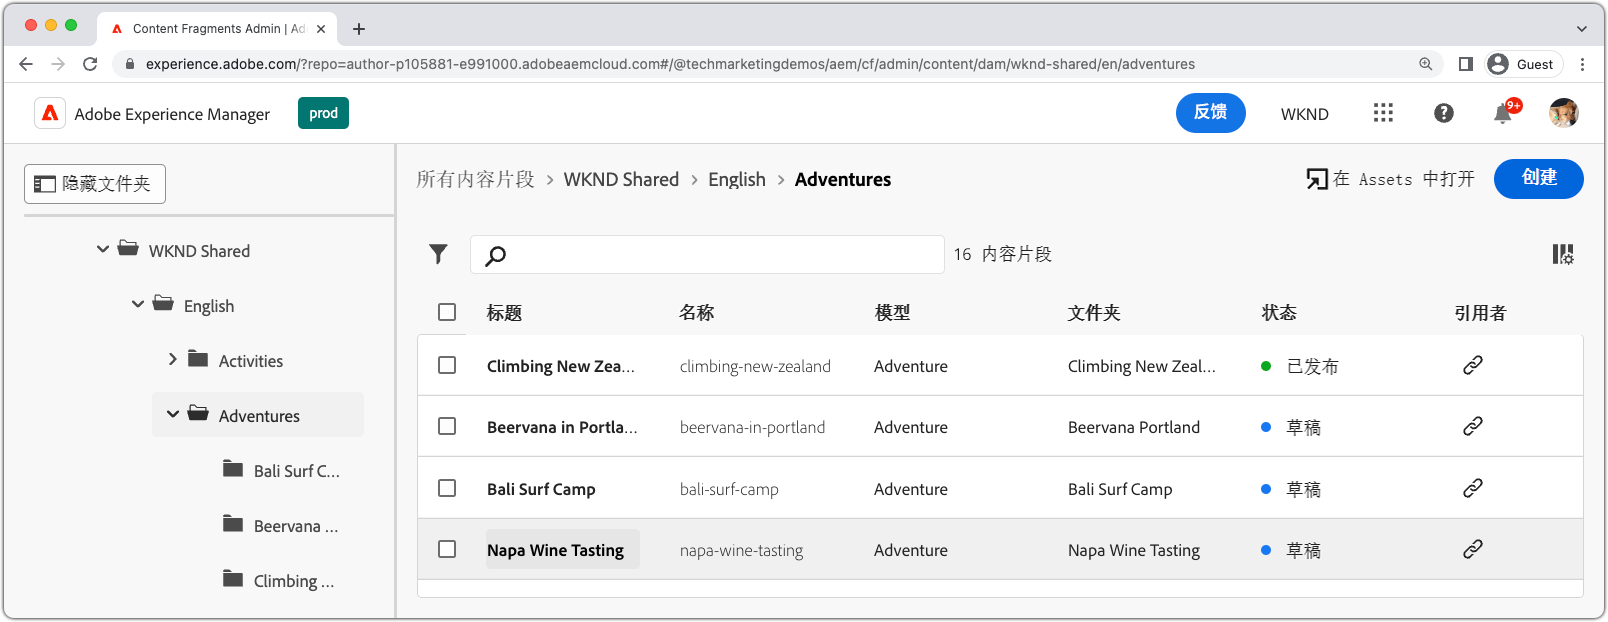 Content Fragments Admin | Ad
experience.adobe.com/?repo=author-p105881-e991000.adobeaemcloud.com#/@techmarketingdemos/aem/cf/admin/content/dam/wknd-shared/en/adventures
Guest
Adobe Experience Manager
prod
反馈
WKND
9+
隐藏文件夹
所有内容片段 > WKND Shared > English > Adventures
在 Assets 中打开
创建
WKND Shared
English
Activities
Adventures
Bali Surf C...
Beervana ...
Climbing ...
16 内容片段
标题 名称 模型 文件夹 状态 引用者
Climbing New Zea... climbing-new-zealand Adventure Climbing New Zeal... 已发布
Beervana in Portla... beervana-in-portland Adventure Beervana Portland 草稿
Bali Surf Camp bali-surf-camp Adventure Bali Surf Camp 草稿
Napa Wine Tasting napa-wine-tasting Adventure Napa Wine Tasting 草稿